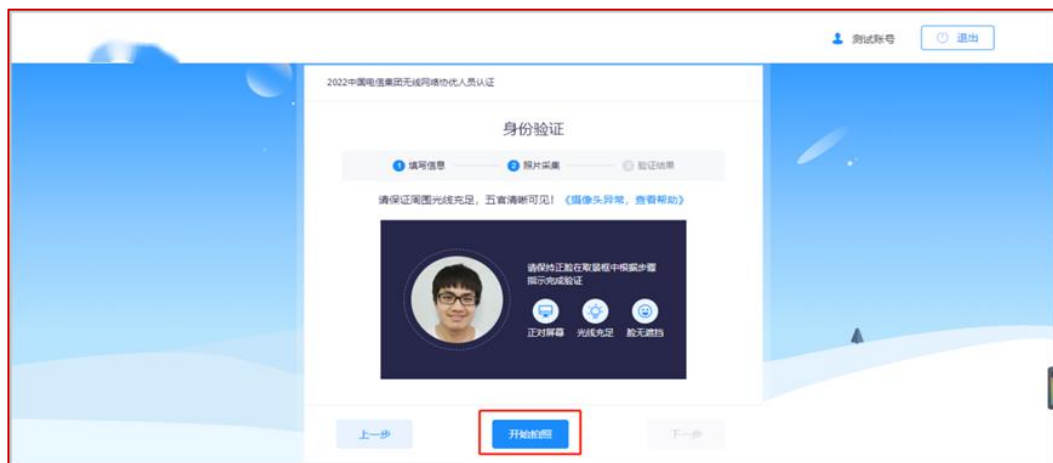 测试账号
退出
2022中国电信集团无线网络协优人员认证
身份验证
1 填写信息
2 照片采集
3 验证结果
请保证周围光线充足，五官清晰可见！《摄像头异常，查看帮助》
请保持正脸在取景框中根据步骤
指示完成验证
正对屏幕 光线充足 脸无遮挡
上一步
开始拍照
下一步